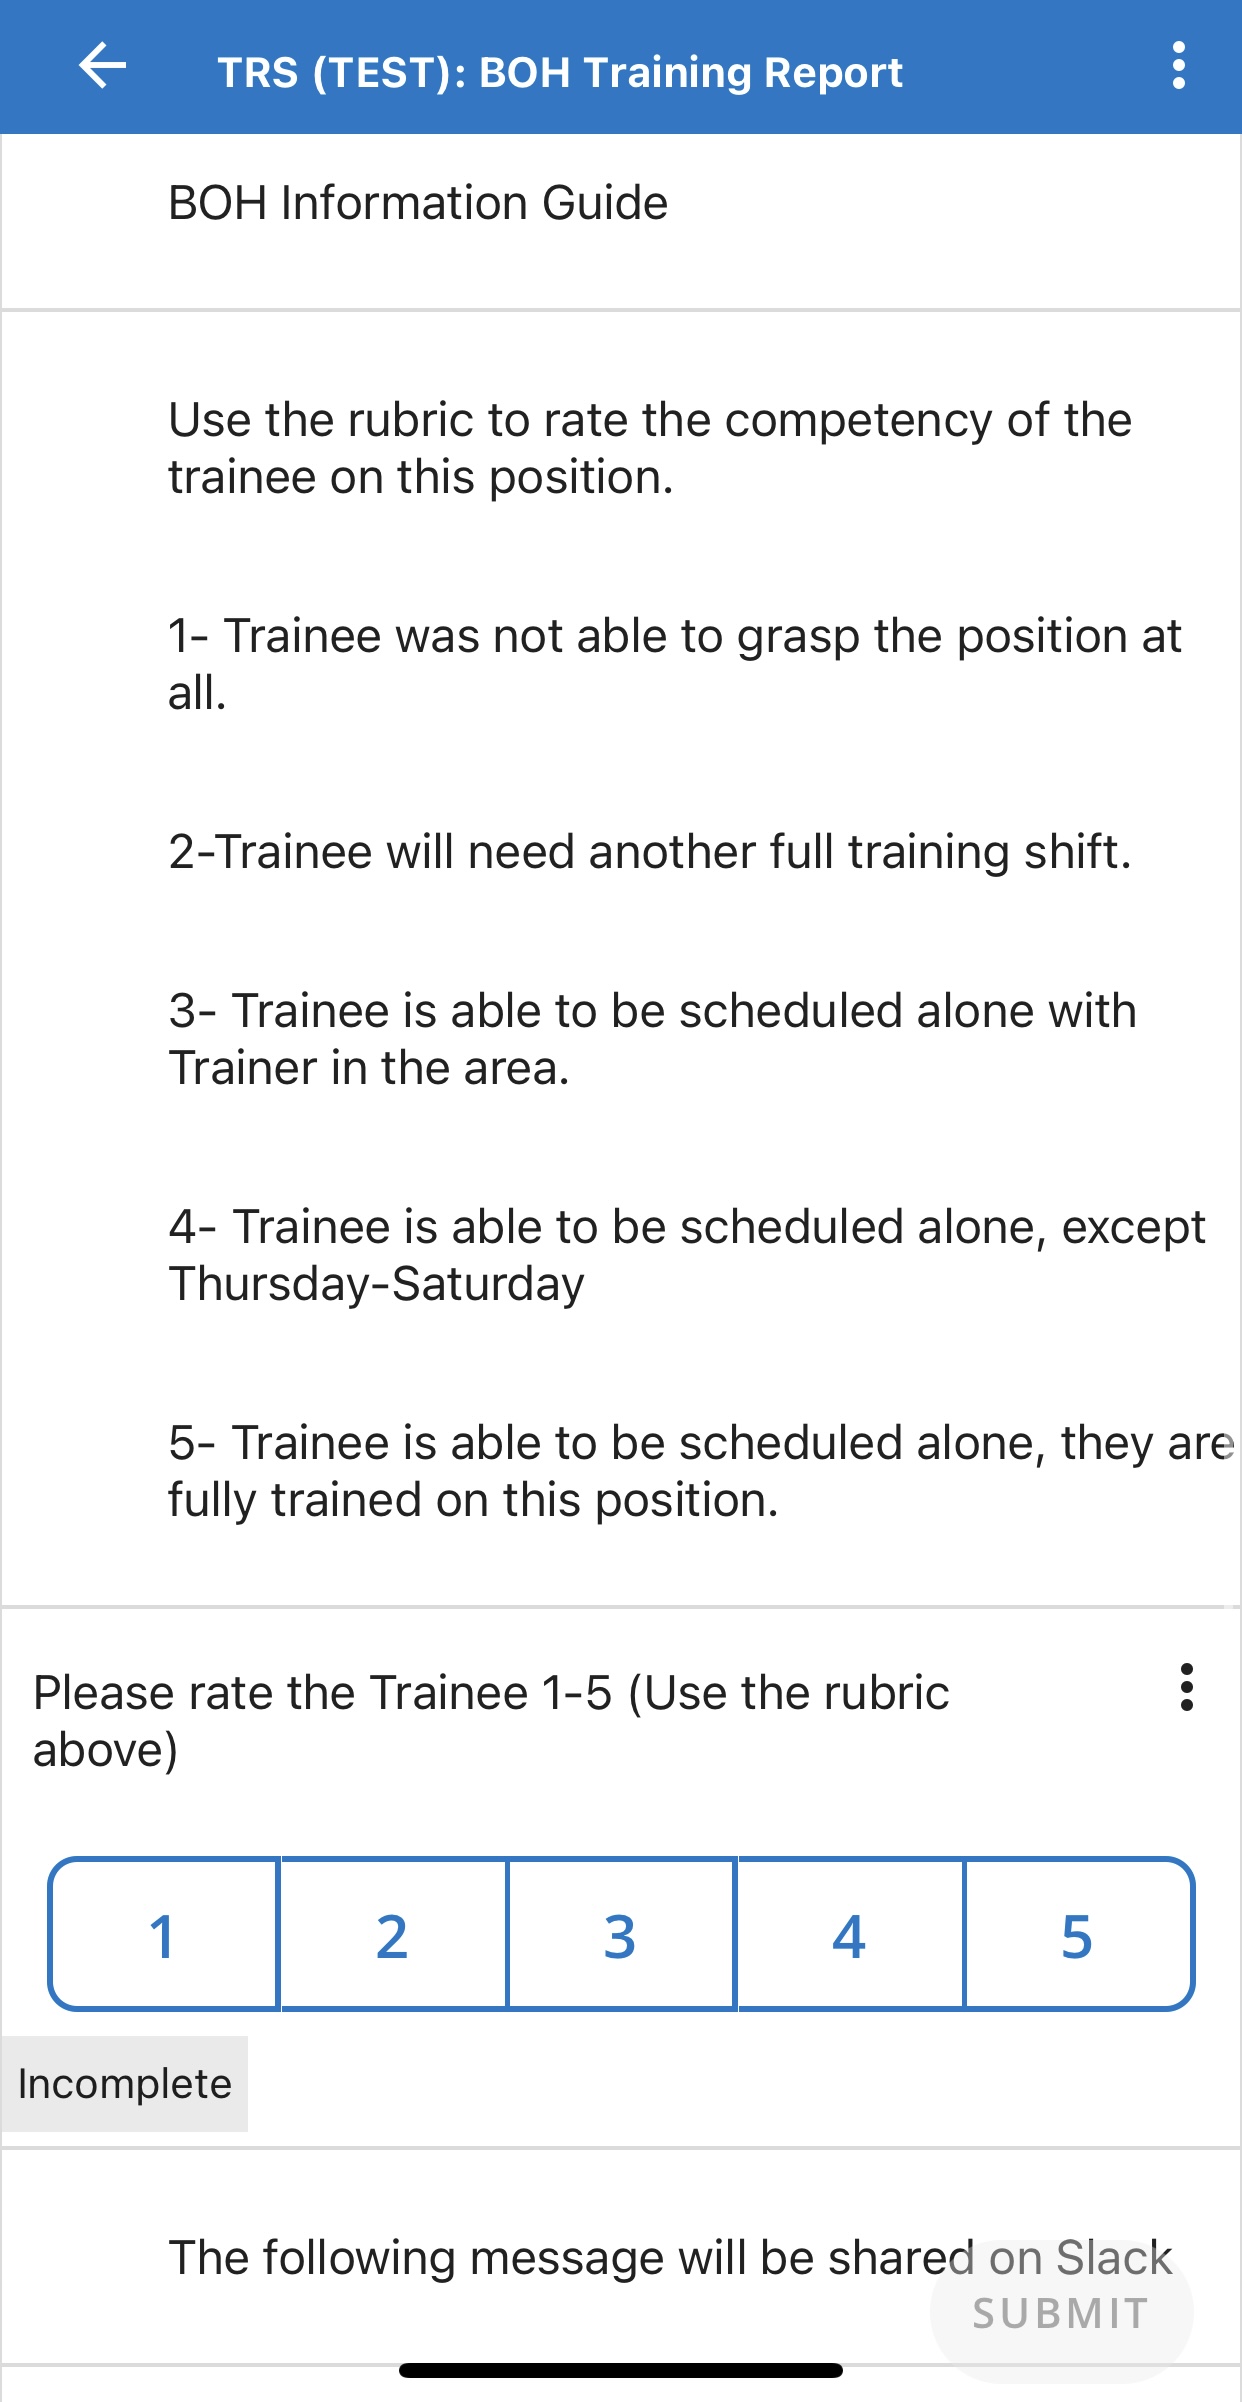 TRS (TEST): BOH Training Report
BOH Information Guide
Use the rubric to rate the competency of the
trainee on this position.
1- Trainee was not able to grasp the position at
all.
2-Trainee will need another full training shift.
3- Trainee is able to be scheduled alone with
Trainer in the area.
4- Trainee is able to be scheduled alone, except
Thursday-Saturday
5- Trainee is able to be scheduled alone, they are
fully trained on this position.
Please rate the Trainee 1-5 (Use the rubric
above)
1 2 3 4 5
Incomplete
The following message will be shared on Slack
SUBMIT